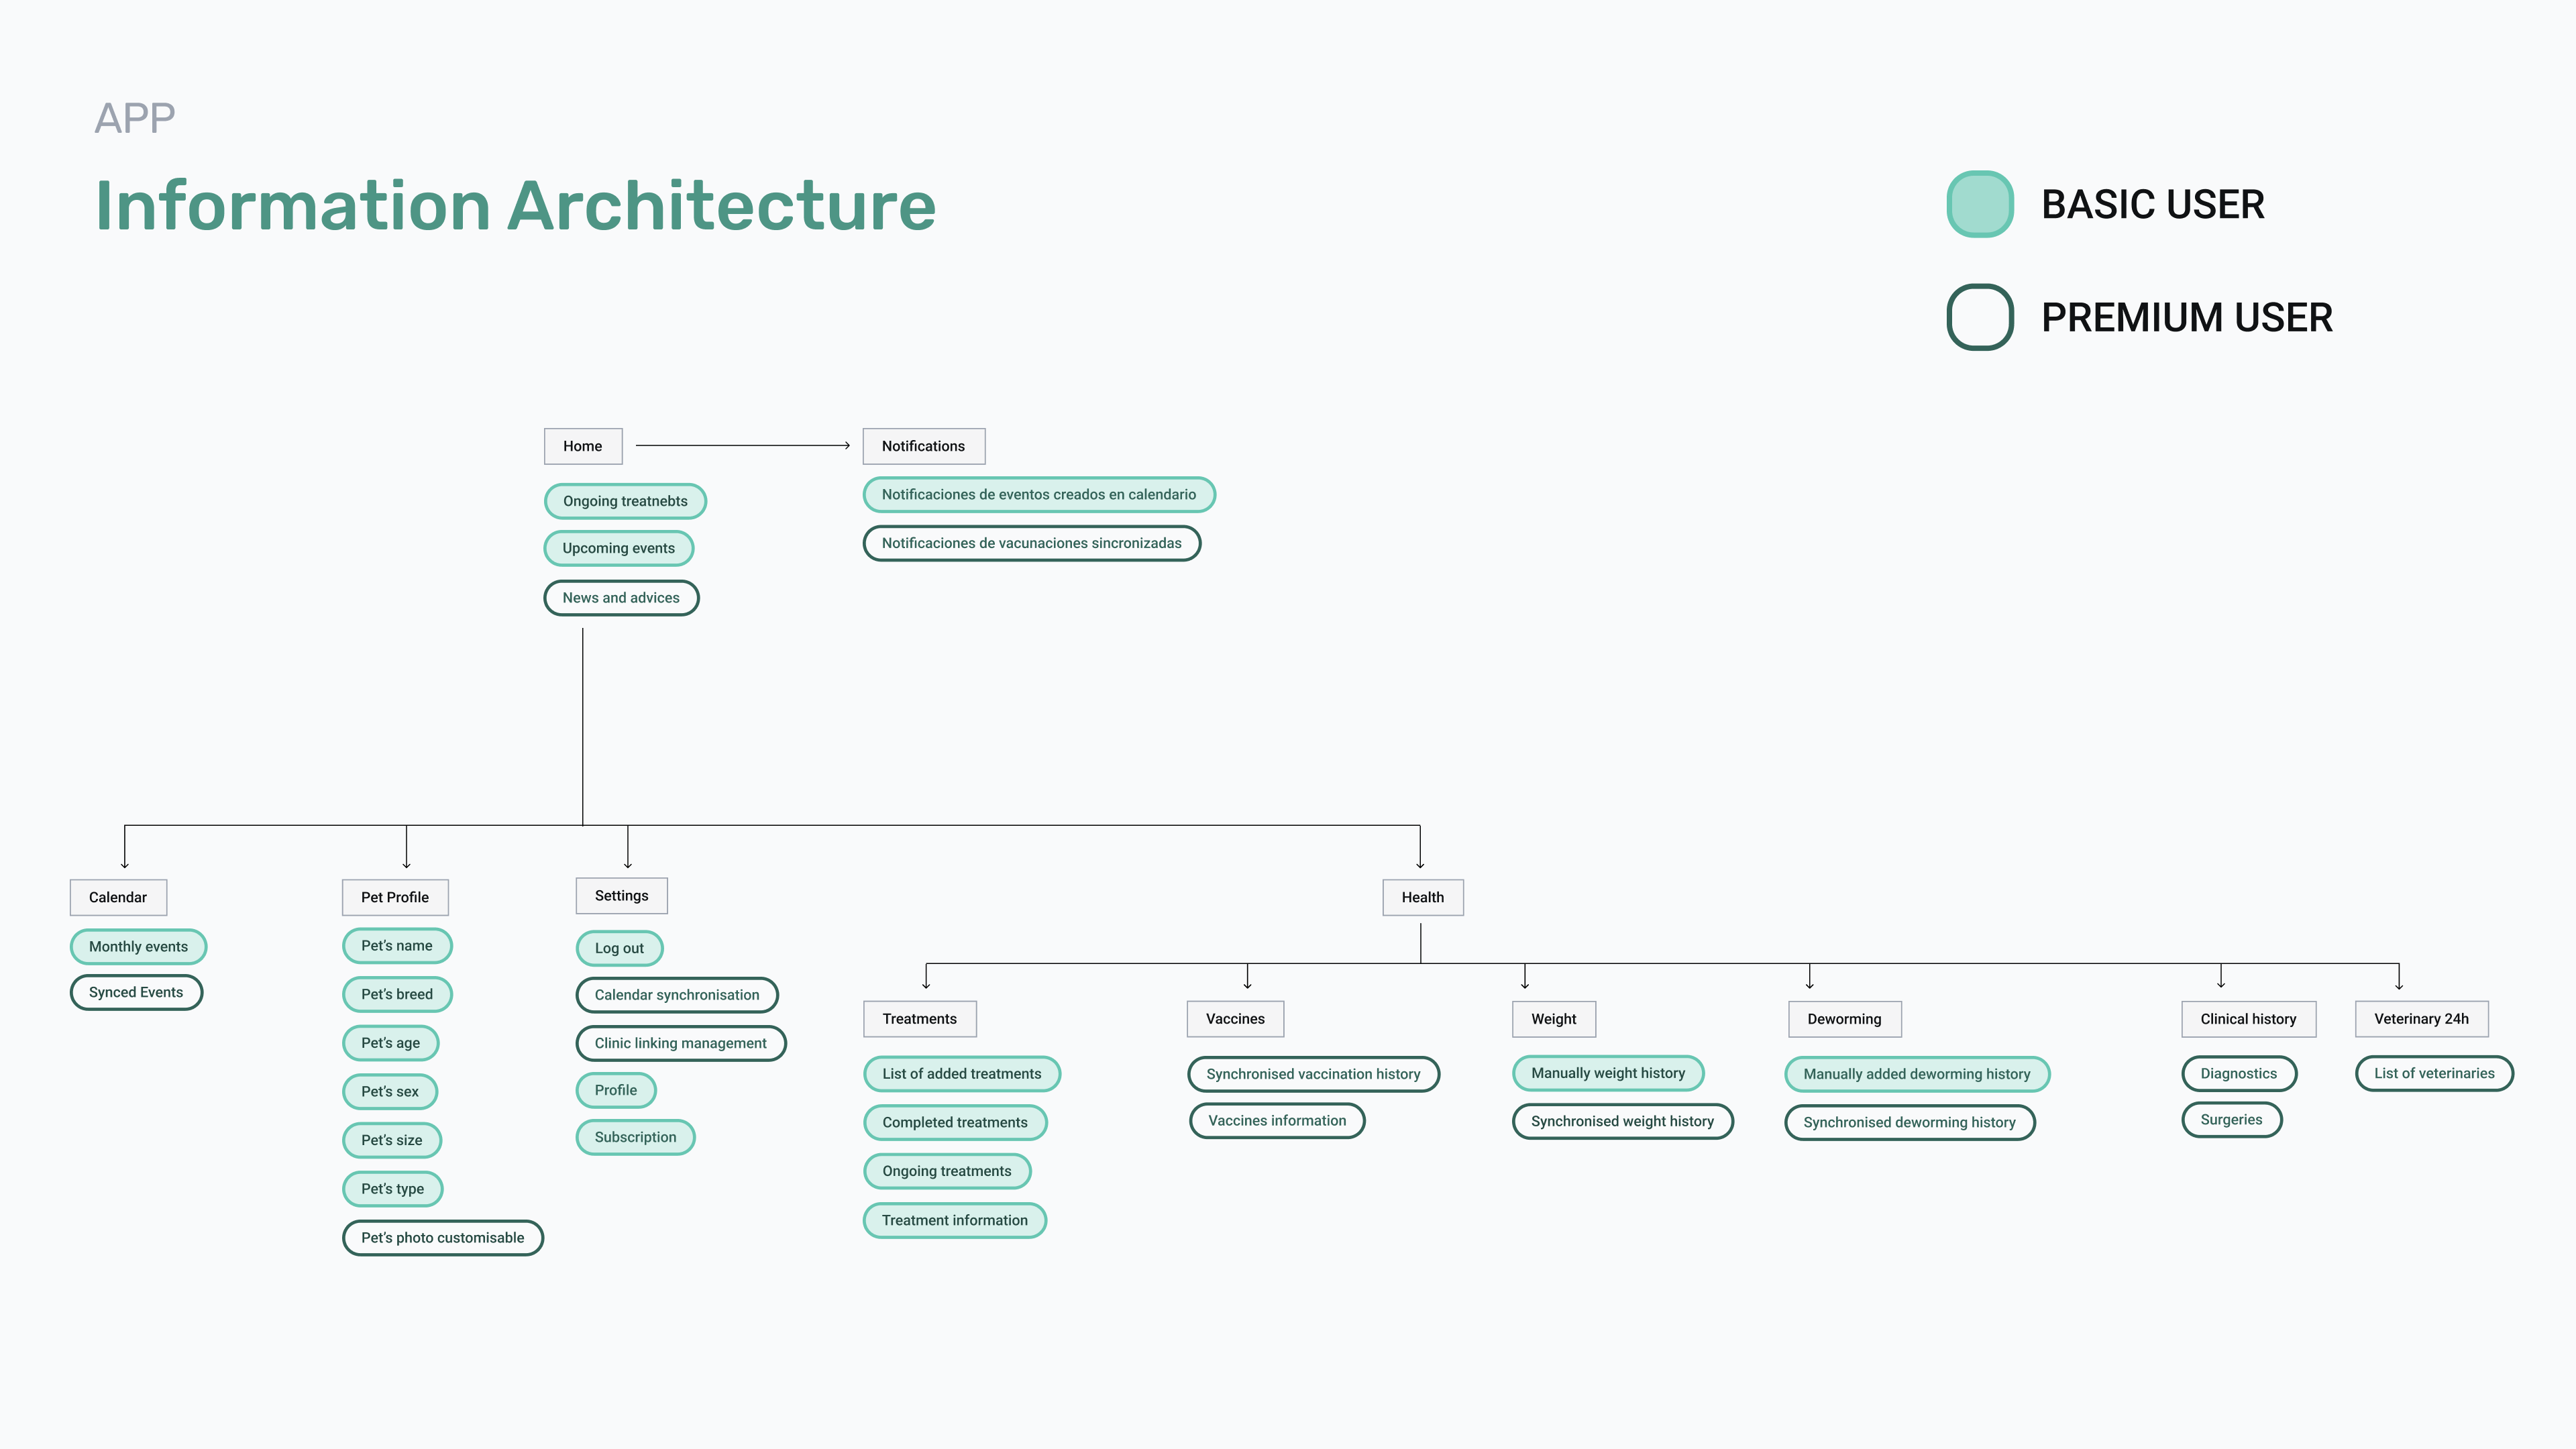 APP
Information Architecture
BASIC USER
PREMIUM USER
Home
Notifications
Ongoing treatnebts
Upcoming events
News and advices
Notificaciones de eventos creados en calendario
Notificaciones de vacunaciones sincronizadas
Calendar
Monthly events
Synced Events
Pet Profile
Pet's name
Pet's breed
Pet's age
Pet's sex
Pet's size
Pet's type
Pet's photo customisable
Settings
Log out
Calendar synchronisation
Clinic linking management
Profile
Subscription
Health
Treatments
List of added treatments
Completed treatments
Ongoing treatments
Treatment information
Vaccines
Synchronised vaccination history
Vaccines information
Weight
Manually weight history
Synchronised weight history
Deworming
Manually added deworming history
Synchronised deworming history
Clinical history
Diagnostics
Surgeries
Veterinary 24h
List of veterinaries